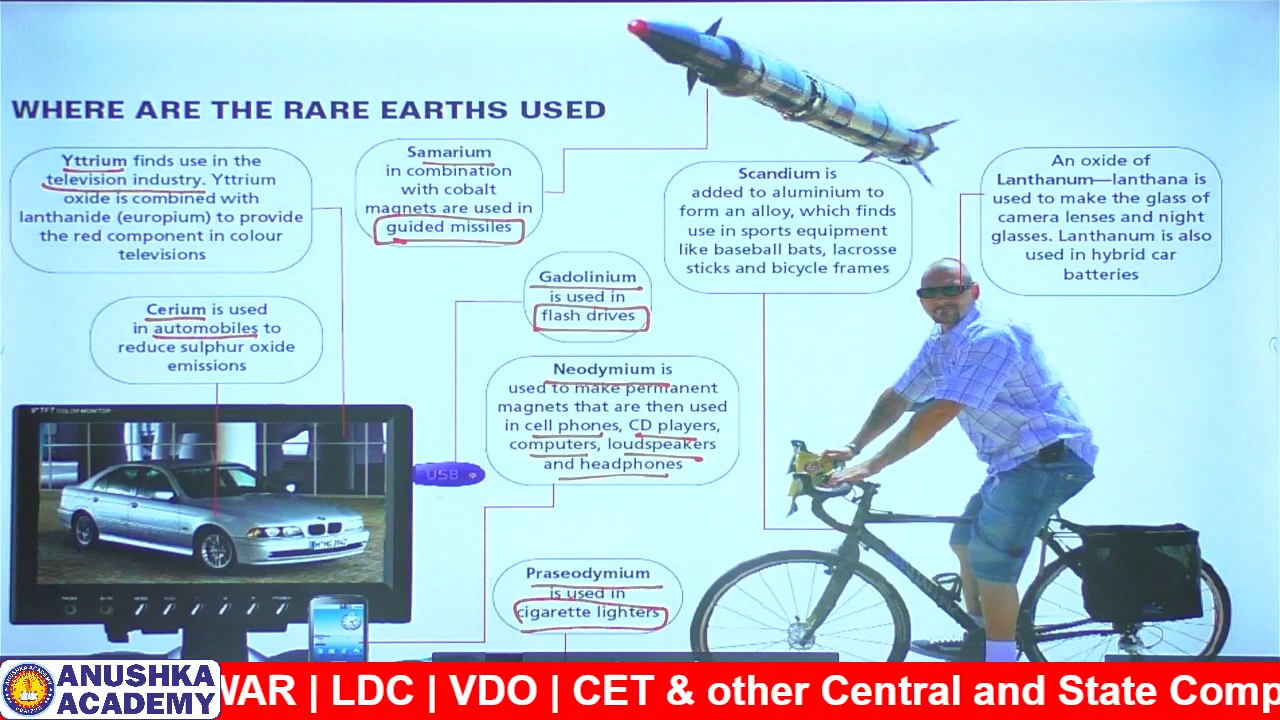 WHERE ARE THE RARE EARTHS USED
Yttrium finds use in the
television industry. Yttrium
oxide is combined with
lanthanide (europium) to provide
the red component in colour
televisions
Samarium
in combination
with cobalt
magnets are used in
guided missiles
Scandium is
added to aluminium to
form an alloy, which finds
use in sports equipment
like baseball bats, lacrosse
sticks and bicycle frames
An oxide of
Lanthanum—lanthana is
used to make the glass of
camera lenses and night
glasses. Lanthanum is also
used in hybrid car
batteries
Cerium is used
in automobiles to
reduce sulphur oxide
emissions
Gadolinium
is used in
flash drives
Neodymium is
used to make permanent
magnets that are then used
in cell phones, CD players,
computers, loudspeakers
and headphones
Praseodymium
is used in
cigarette lighters
TFT COLOR MONITOR
USB
ANUSHKA
ACADEMY
WAR | LDC | VDO | CET & other Central and State Comp